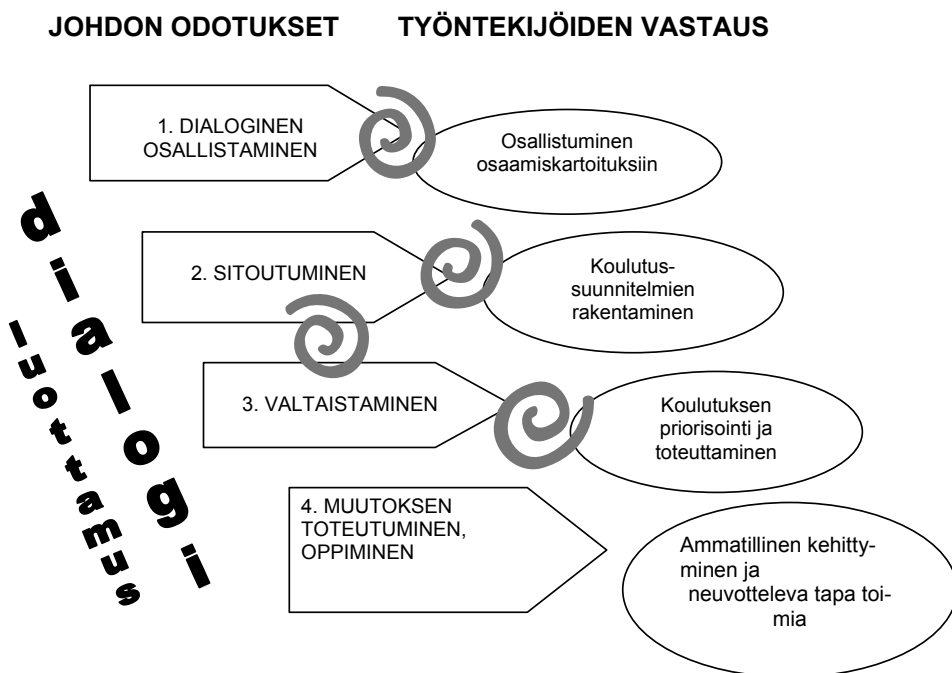 JOHDON ODOTUKSET TYÖNTEKIJÖIDEN VASTAUS
1. DIALOGINEN
OSALLISTAMINEN
Osallistuminen
osaamiskartoituksiin
2. SITOUTUMINEN
Koulutus-
suunnitelmien
rakentaminen
3. VALTAISTAMINEN
Koulutuksen
priorisointi ja
toteuttaminen
4. MUUTOKSEN
TOTEUTUMINEN,
OPPIMINEN
Ammatillinen kehitty-
minen ja
neuvotteleva tapa toi-
mia
dialogi
luottamus